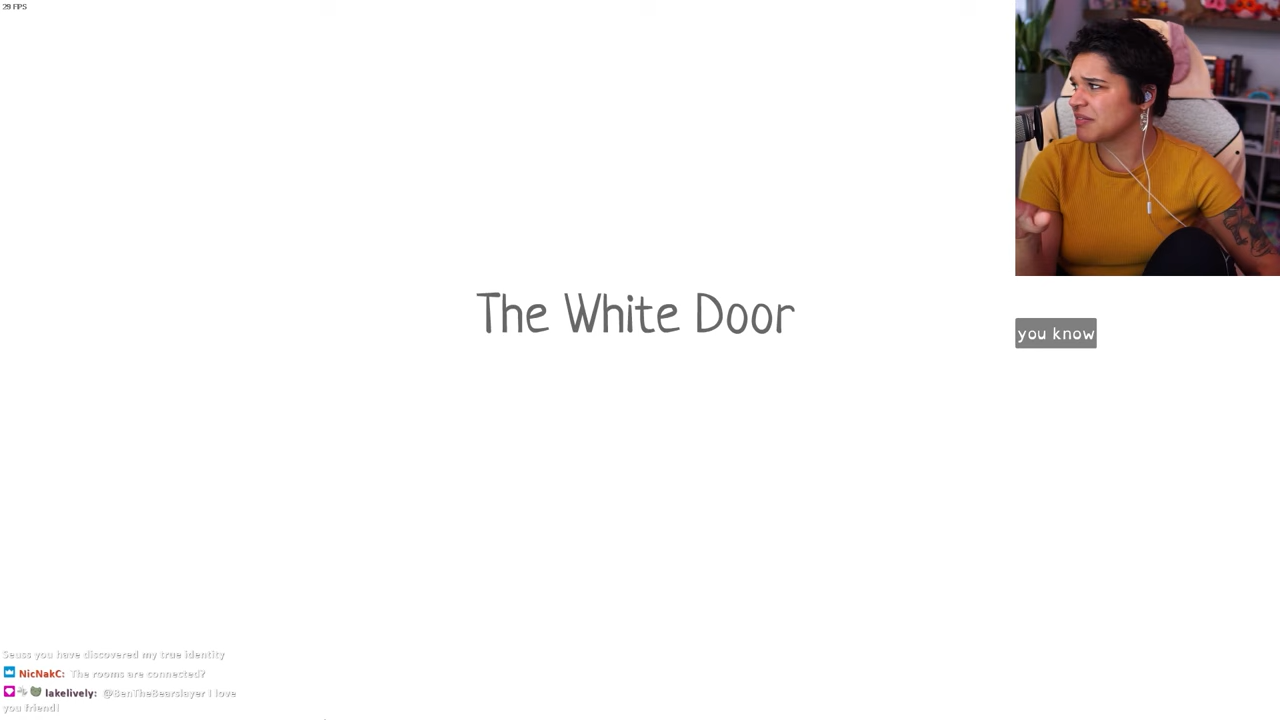 29 FPS
The White Door
you know
Seuss you have discovered my true identity
NicNakC: The rooms are connected?
lakelively: @BenTheBearslayer I love
you friend!